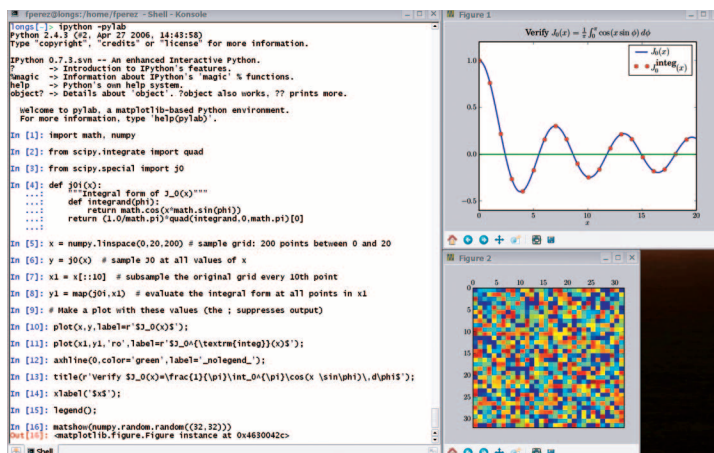 fperez@longs:/home/fperez - Shell - Konsole
longs[~]> ipython -pylab
Python 2.4.3 (#2, Apr 27 2006, 14:43:58)
Type "copyright", "credits" or "license" for more information.
IPython 0.7.3.svn -- An enhanced Interactive Python.
? -> Introduction to IPython's features.
%magic -> Information about IPython's 'magic' % functions.
help -> Python's own help system.
object? -> Details about 'object'. ?object also works, ?? prints more.
Welcome to pylab, a matplotlib-based Python environment.
For more information, type 'help(pylab)'.
In [1]: import math, numpy
In [2]: from scipy.integrate import quad
In [3]: from scipy.special import j0
In [4]: def j0i(x):
...: """Integral form of J_0(x)"""
...: def integrand(phi):
...: return math.cos(x*math.sin(phi))
...: return (1.0/math.pi)*quad(integrand,0,math.pi)[0]
...:
In [5]: x = numpy.linspace(0,20,200) # sample grid: 200 points between 0 and 20
In [6]: y = j0(x) # sample J0 at all values of x
In [7]: x1 = x[::10] # subsample the original grid every 10th point
In [8]: y1 = map(j0i,x1) # evaluate the integral form at all points in x1
In [9]: # Make a plot with these values (the ; suppresses output)
In [10]: plot(x,y,label=r'$J_0(x)$');
In [11]: plot(x1,y1,'ro',label=r'$J_0^{\textrm{integ}}(x)$');
In [12]: axhline(0,color='green',label='_nolegend_');
In [13]: title(r'Verify $J_0(x)=\frac{1}{\pi}\int_0^{\pi}\cos(x \sin\phi)\,d\phi$');
In [14]: xlabel('$x$');
In [15]: legend();
In [16]: matshow(numpy.random.random((32,32)))
Out[16]: <matplotlib.figure.Figure instance at 0x4630042c>
Shell
Figure 1
Verify J₀(x) = 1/π ∫₀^π cos(x sin φ) dφ
J₀(x)
J₀^integ(x)
1.0
0.5
0.0
−0.5
0 5 10 15 20
x
Figure 2
0 5 10 15 20 25 30
0
5
10
15
20
25
30